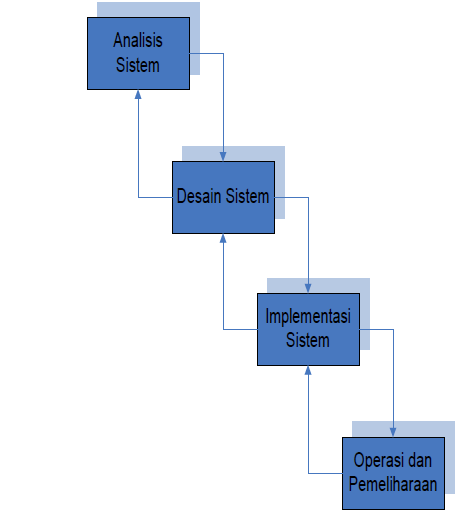 Analisis
Sistem
Desain Sistem
Implementasi
Sistem
Operasi dan
Pemeliharaan